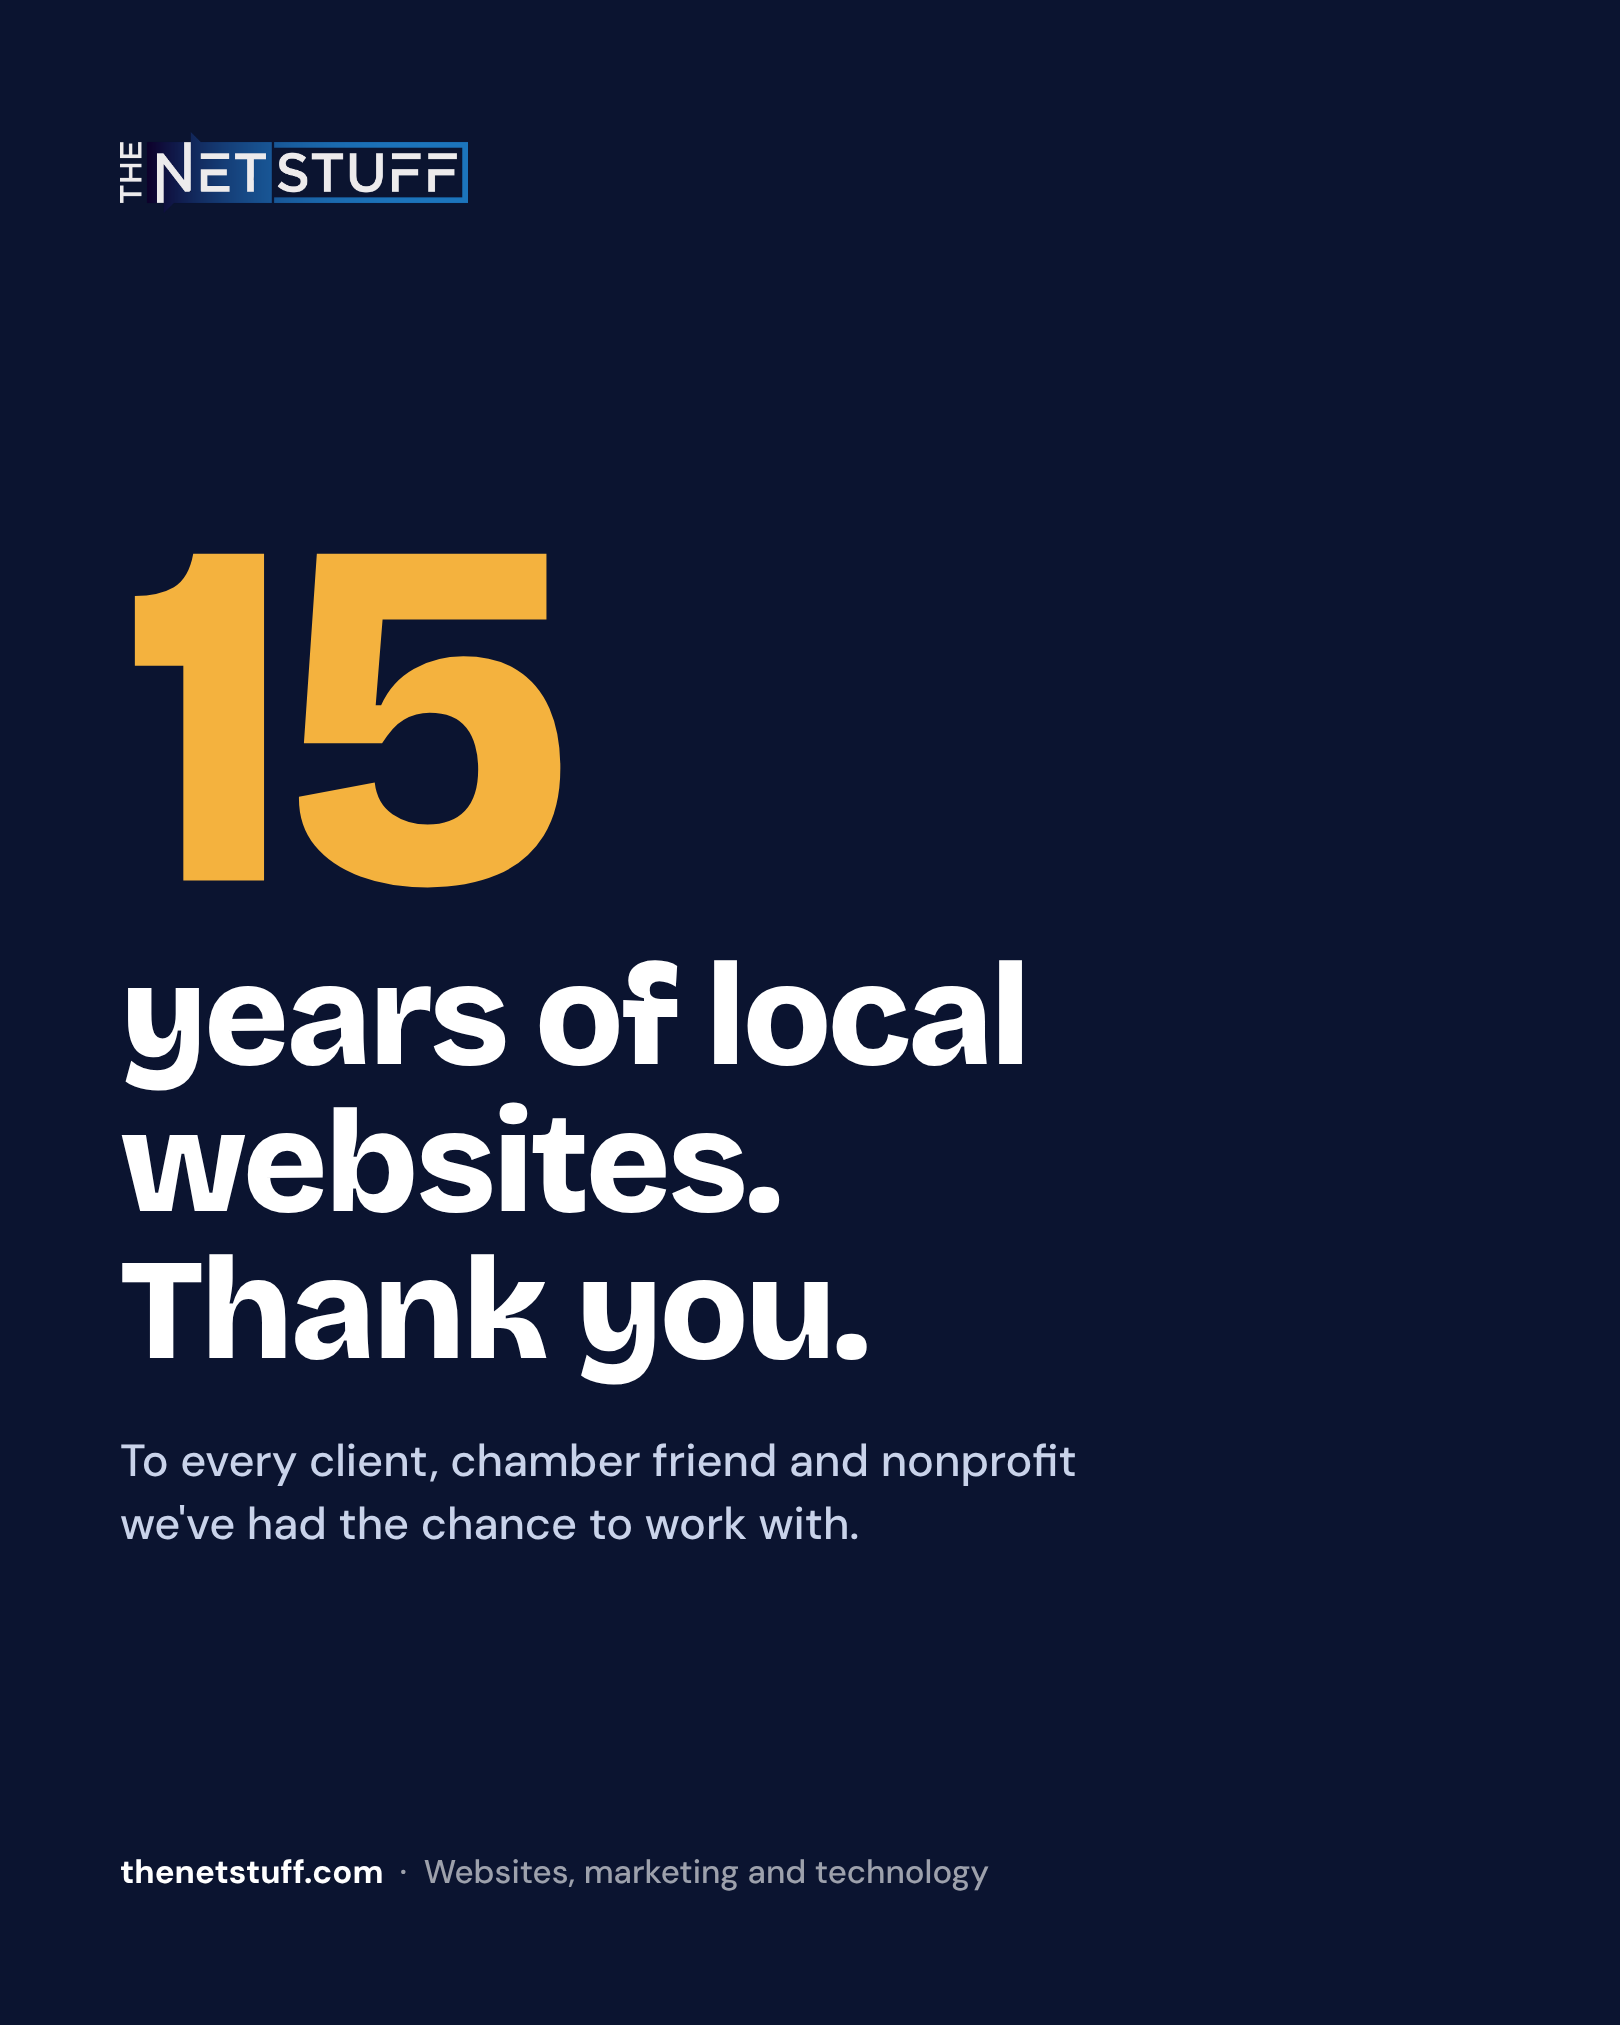 THE NETSTUFF
15
years of local
websites.
Thank you.
To every client, chamber friend and nonprofit
we've had the chance to work with.
thenetstuff.com · Websites, marketing and technology